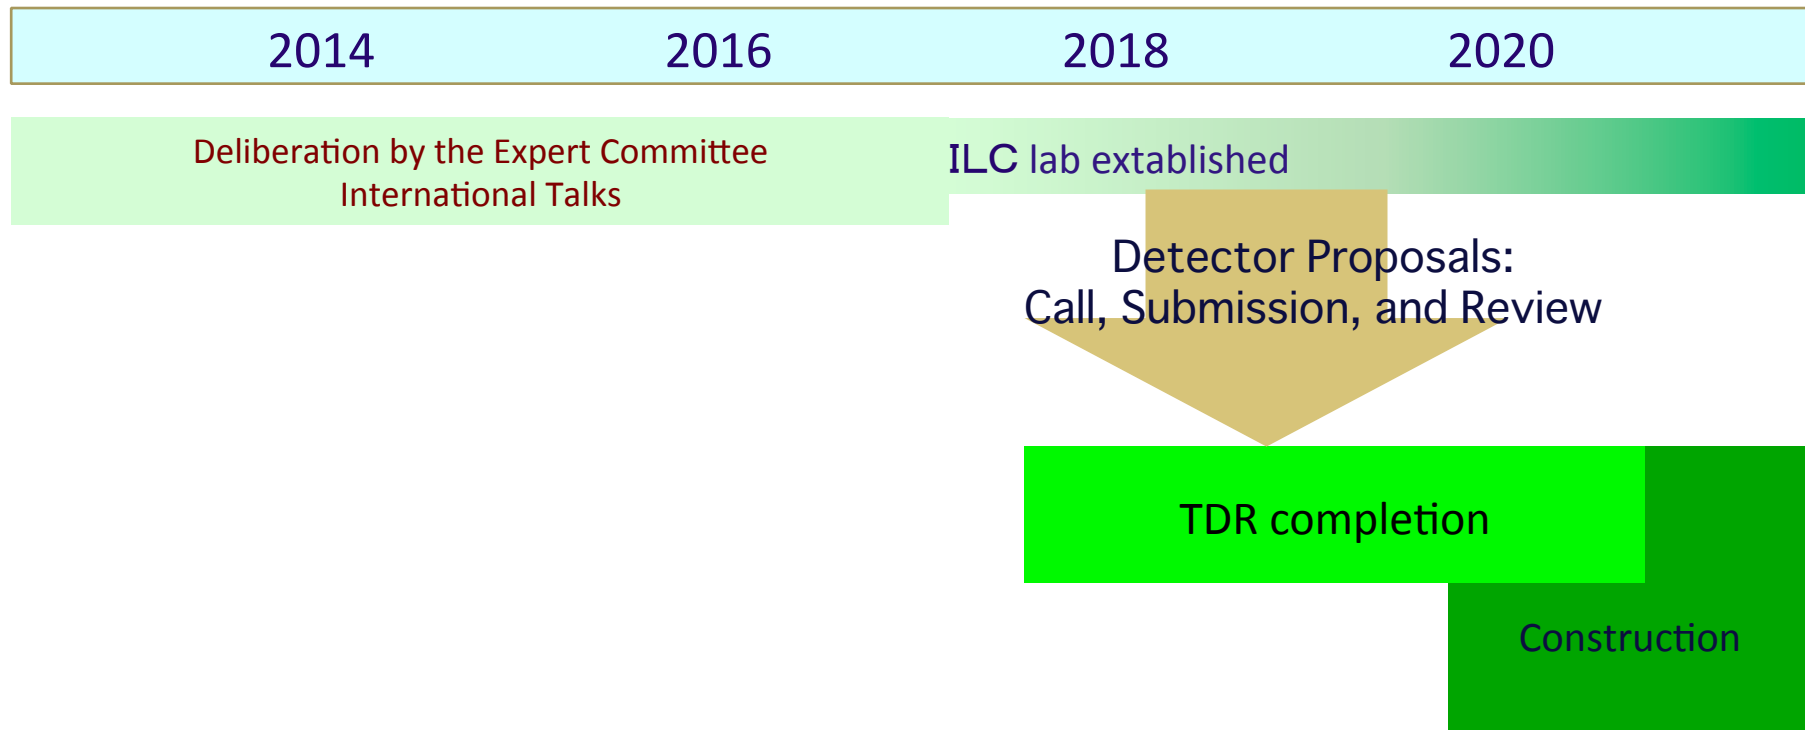 2014 2016 2018 2020
Deliberation by the Expert Committee
International Talks
ILC lab extablished
Detector Proposals:
Call, Submission, and Review
TDR completion
Construction